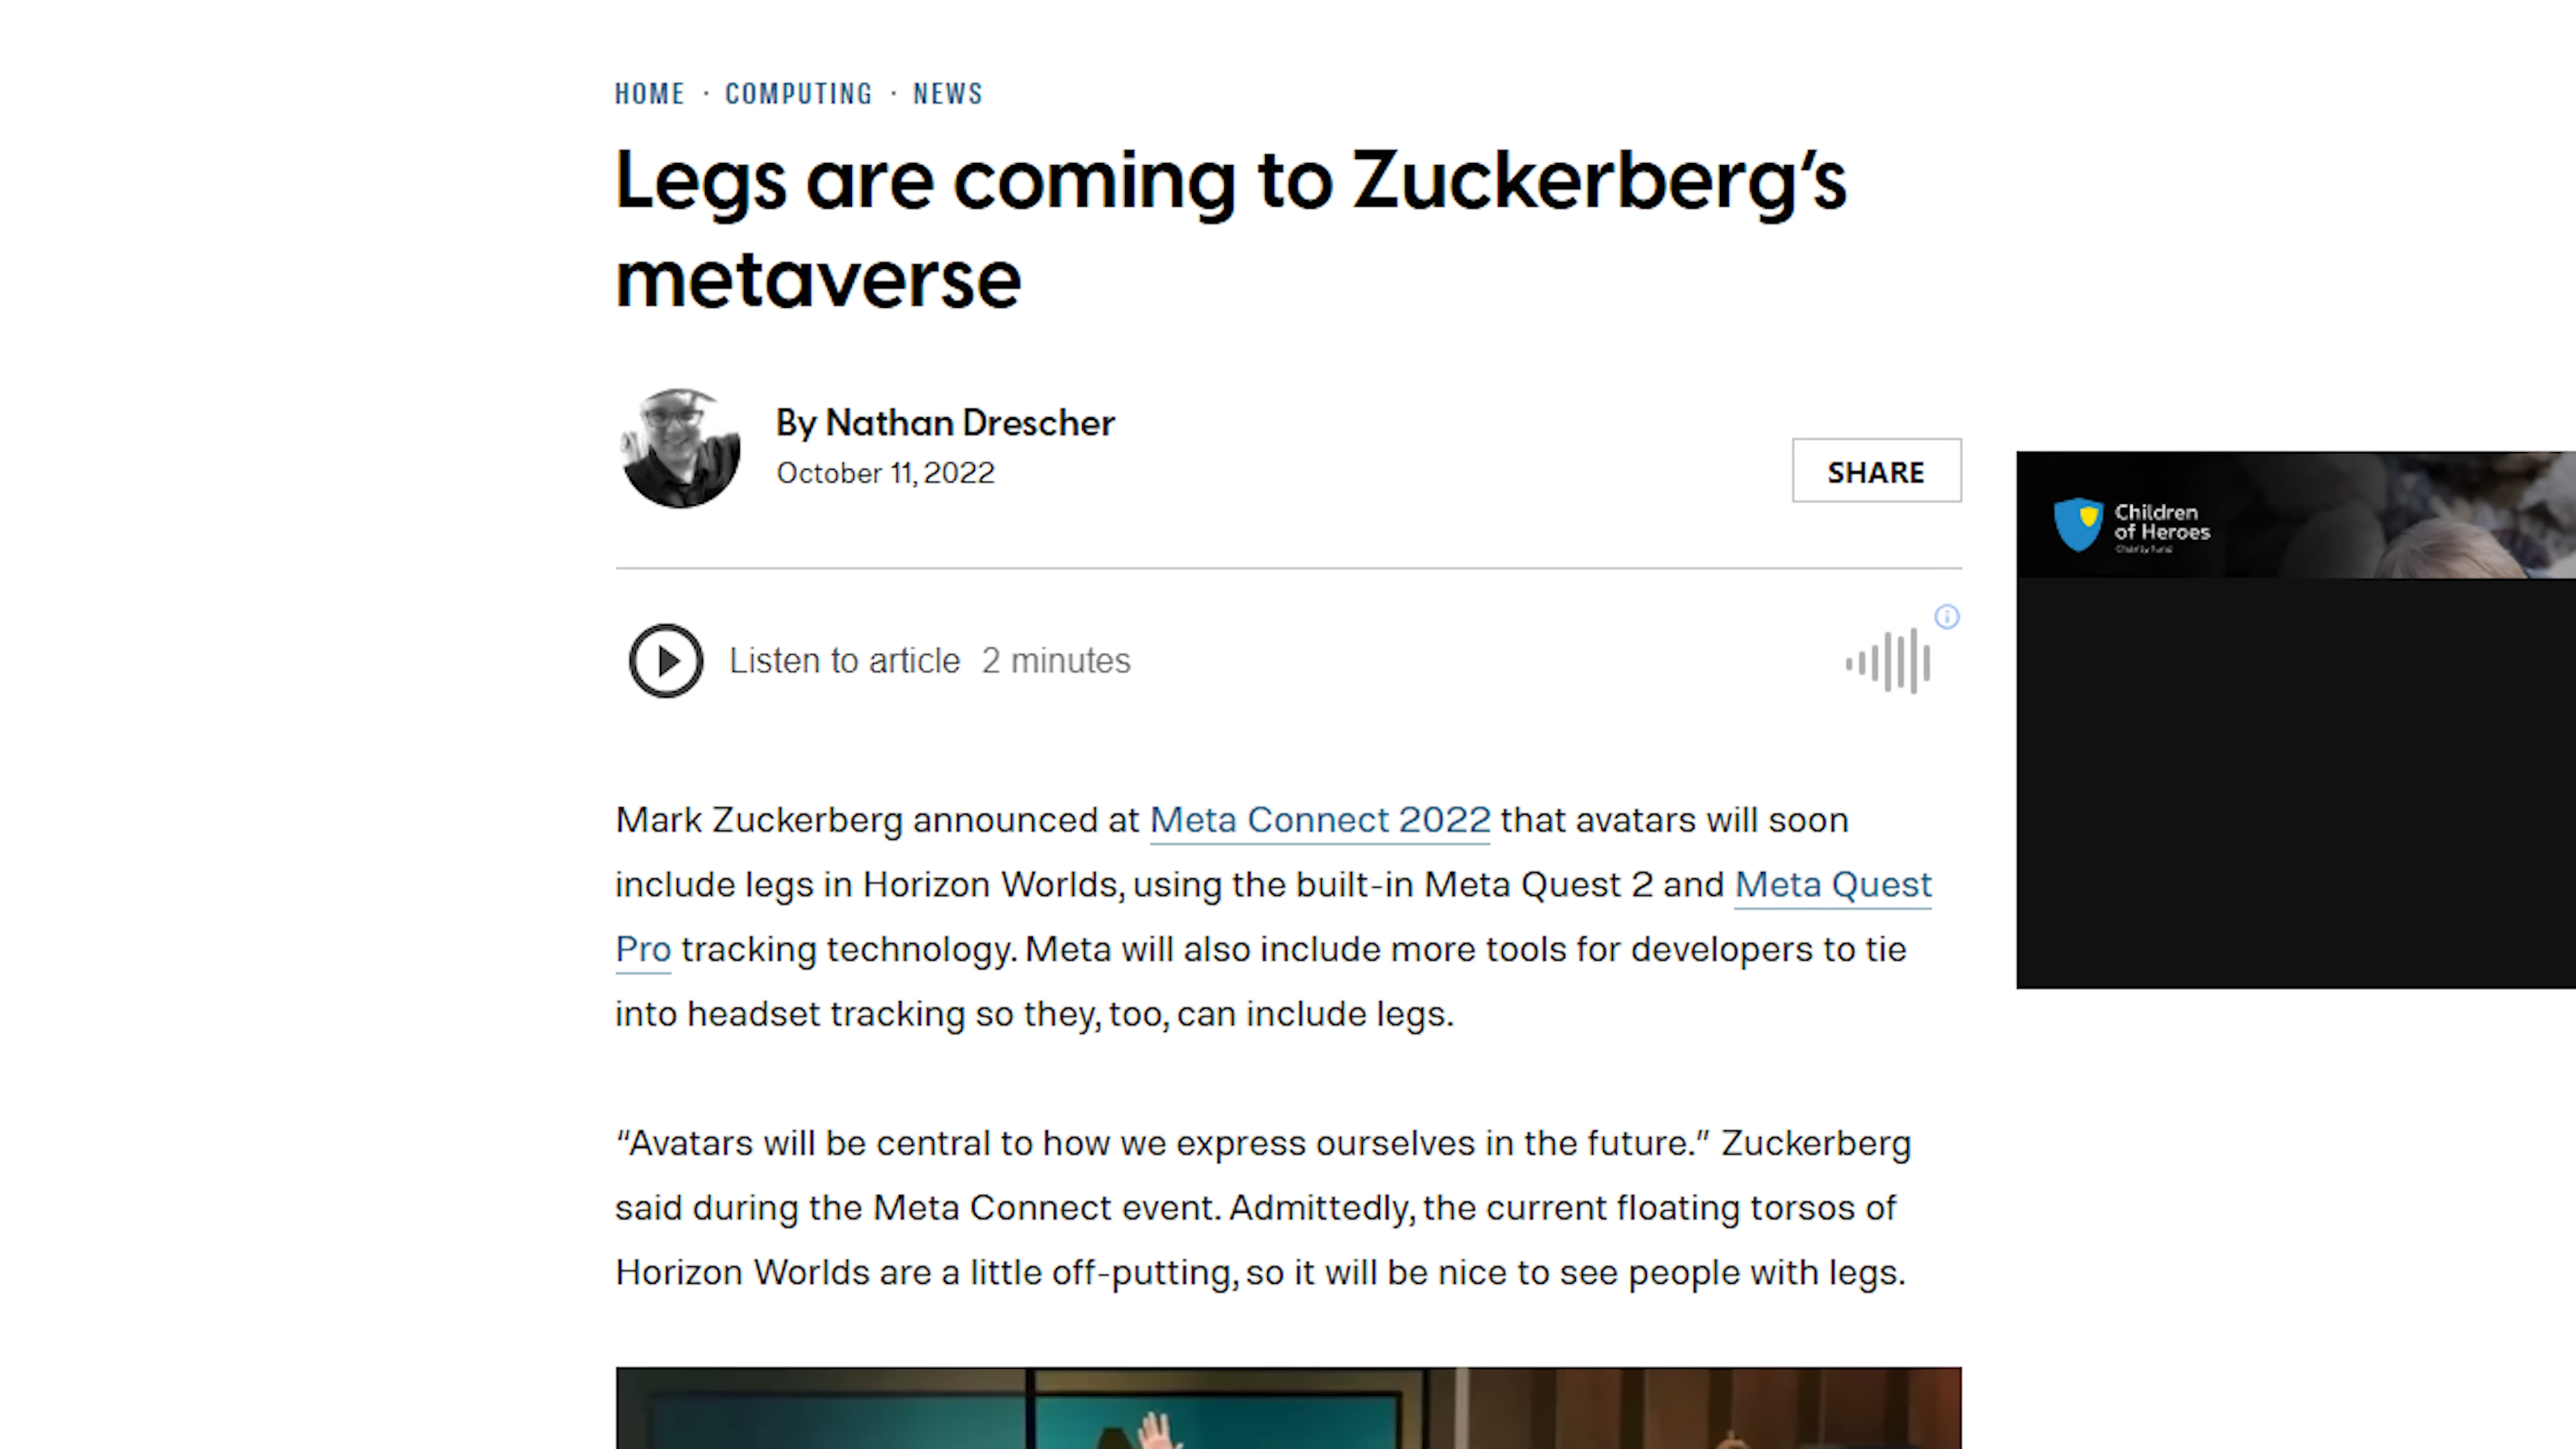 HOME · COMPUTING · NEWS
Legs are coming to Zuckerberg‘s
metaverse
By Nathan Drescher
October 11, 2022
SHARE
Children
of Heroes
Charity Fund
Listen to article 2 minutes
Mark Zuckerberg announced at Meta Connect 2022 that avatars will soon
include legs in Horizon Worlds, using the built-in Meta Quest 2 and Meta Quest
Pro tracking technology. Meta will also include more tools for developers to tie
into headset tracking so they, too, can include legs.
“Avatars will be central to how we express ourselves in the future.” Zuckerberg
said during the Meta Connect event. Admittedly, the current floating torsos of
Horizon Worlds are a little off-putting, so it will be nice to see people with legs.